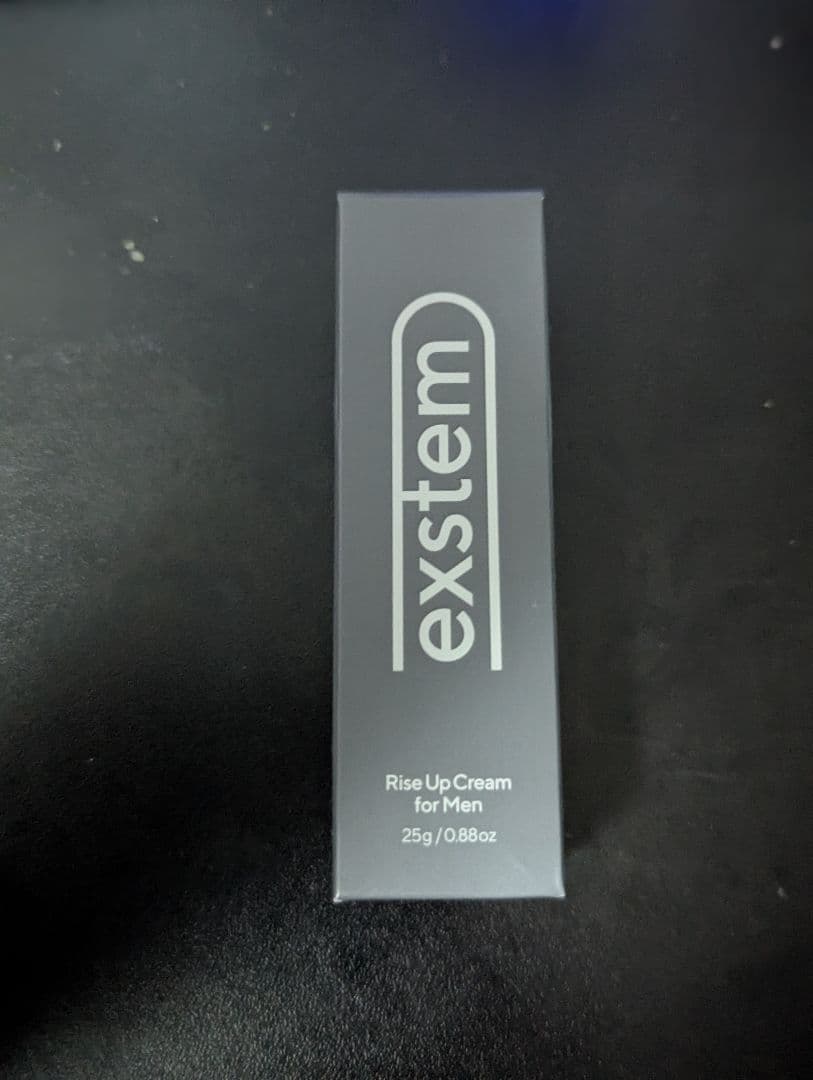 exstem
Rise Up Cream
for Men
25g/0.88oz